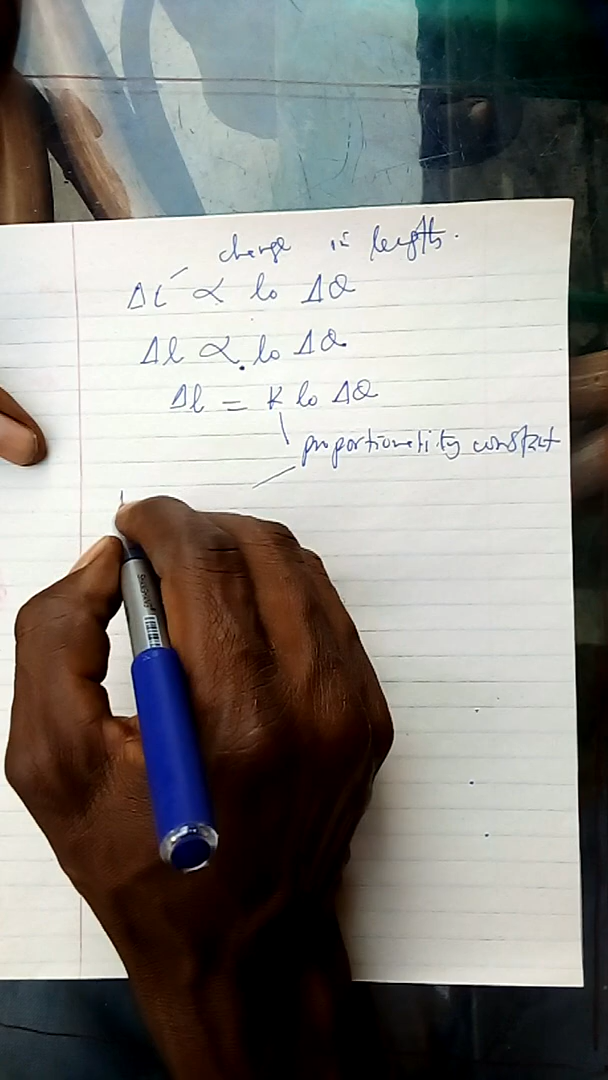 change in length.
Δl ∝ lo Δθ
Δl ∝ lo Δθ
Δl = K lo Δθ
proportionality constant